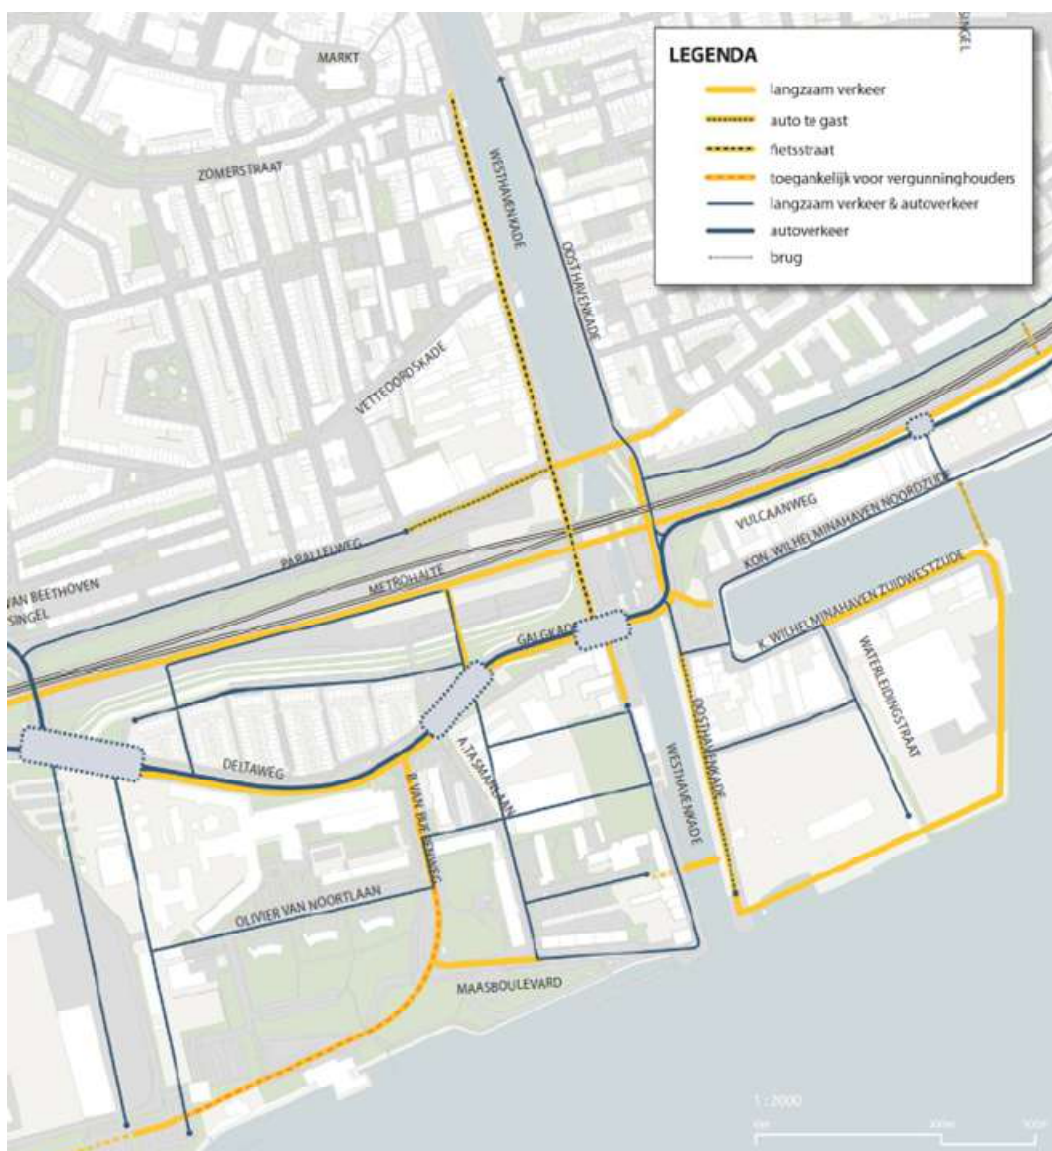 SINGEL
LEGENDA
langzaam verkeer
auto te gast
fietsstraat
toegankelijk voor vergunninghouders
langzaam verkeer & autoverkeer
autoverkeer
brug
MARKT
ZOMERSTRAAT
WESTHAVENKADE
OOSTHAVENKADE
VETTEOORDSKADE
PARALLELWEG
VAN BEETHOVEN
SINGEL
METROHALTE
VULCAANWEG
KON. WILHELMINAHAVEN NOORDZIJDE
K. WILHELMINAHAVEN ZUIDWESTZIJDE
GALGKADE
WATERLEIDINGSTRAAT
OOSTHAVENKADE
WESTHAVENKADE
DELTAWEG
A.TASMANLAAN
OLIVIER VAN NOORTLAAN
MAASBOULEVARD